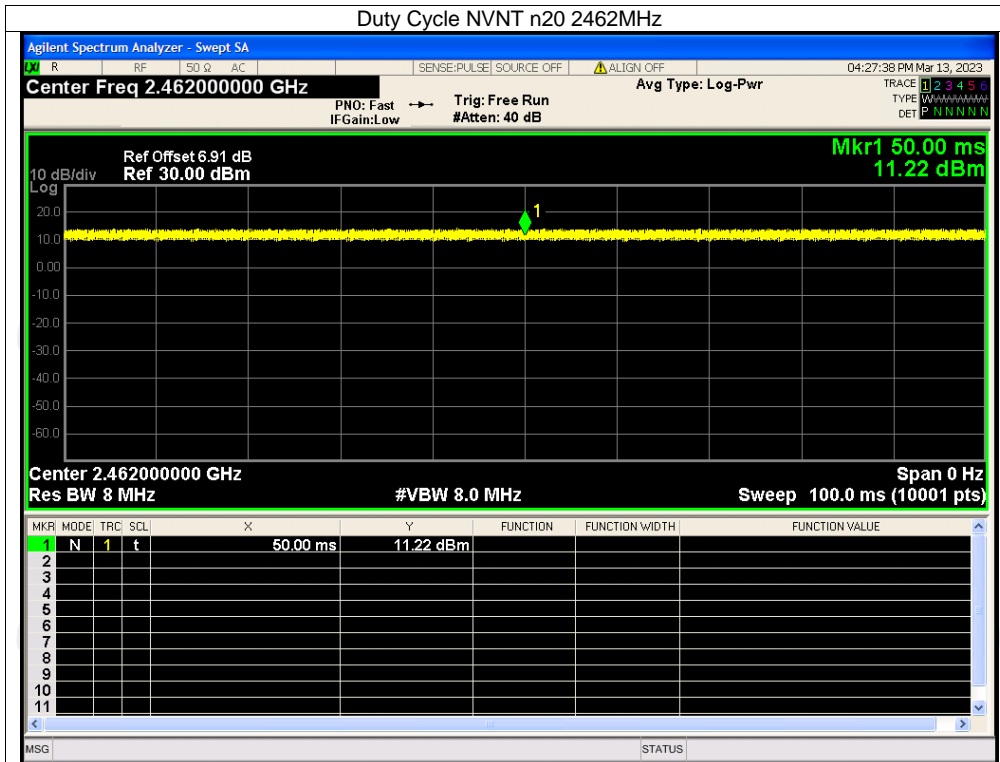 Duty Cycle NVNT n20 2462MHz
Agilent Spectrum Analyzer - Swept SA
LXI R RF 50 Ω AC SENSE:PULSE SOURCE OFF ALIGN OFF 04:27:38 PM Mar 13, 2023
Center Freq 2.462000000 GHz
PNO: Fast
IFGain:Low
Trig: Free Run
#Atten: 40 dB
Avg Type: Log-Pwr
TRACE 1 2 3 4 5 6
TYPE
DET P N N N N N
Mkr1 50.00 ms
11.22 dBm
Ref Offset 6.91 dB
10 dB/div Ref 30.00 dBm
Log
1
20.0
10.0
0.00
-10.0
-20.0
-30.0
-40.0
-50.0
-60.0
Center 2.462000000 GHz Span 0 Hz
Res BW 8 MHz #VBW 8.0 MHz Sweep 100.0 ms (10001 pts)
MKR MODE TRC SCL X Y FUNCTION FUNCTION WIDTH FUNCTION VALUE
1 N 1 t 50.00 ms 11.22 dBm
2
3
4
5
6
7
8
9
10
11
MSG STATUS